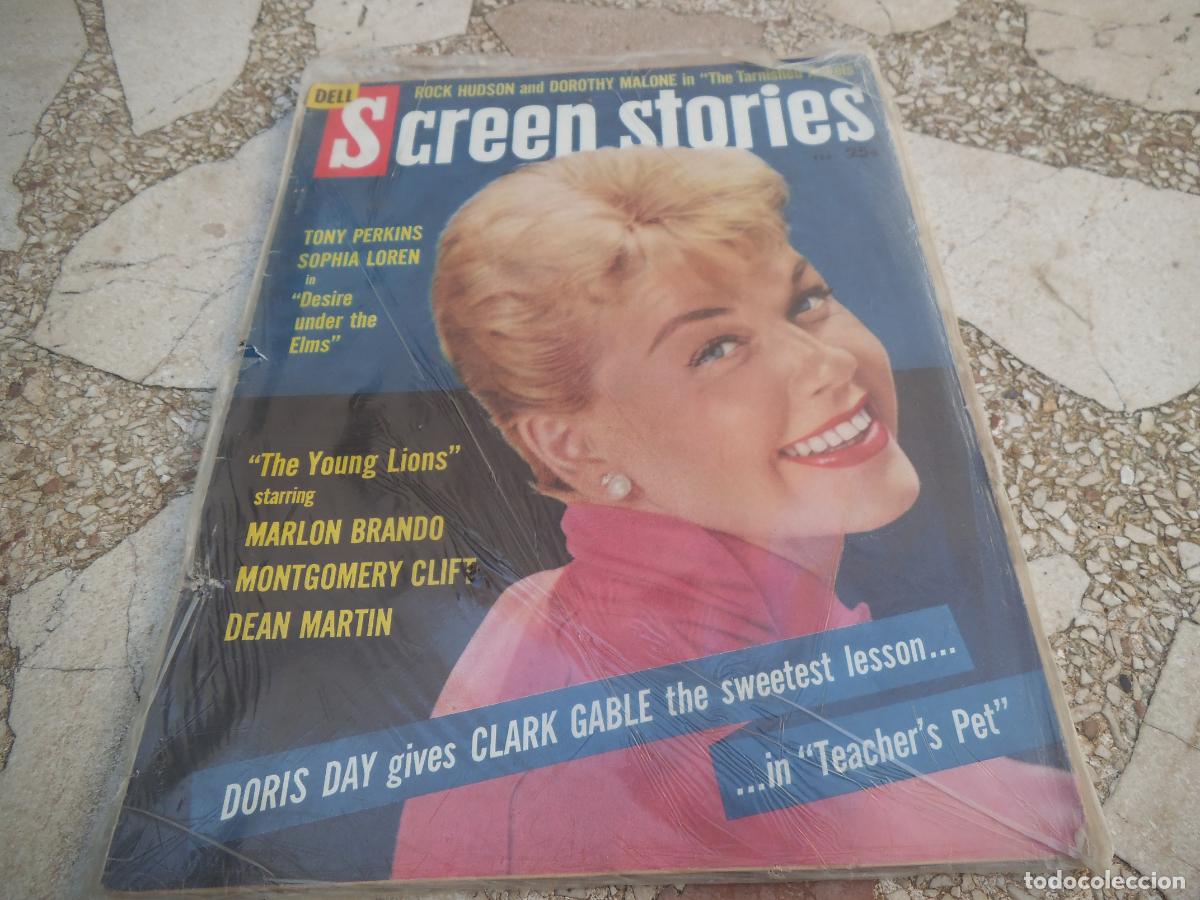 ROCK HUDSON and DOROTHY MALONE in "The Tarnished Angels"
DELL
Screen stories
25¢
TONY PERKINS
SOPHIA LOREN
in
"Desire
under the
Elms"
"The Young Lions"
starring
MARLON BRANDO
MONTGOMERY CLIFT
DEAN MARTIN
DORIS DAY gives CLARK GABLE the sweetest lesson...
...in "Teacher's Pet"
todocoleccion